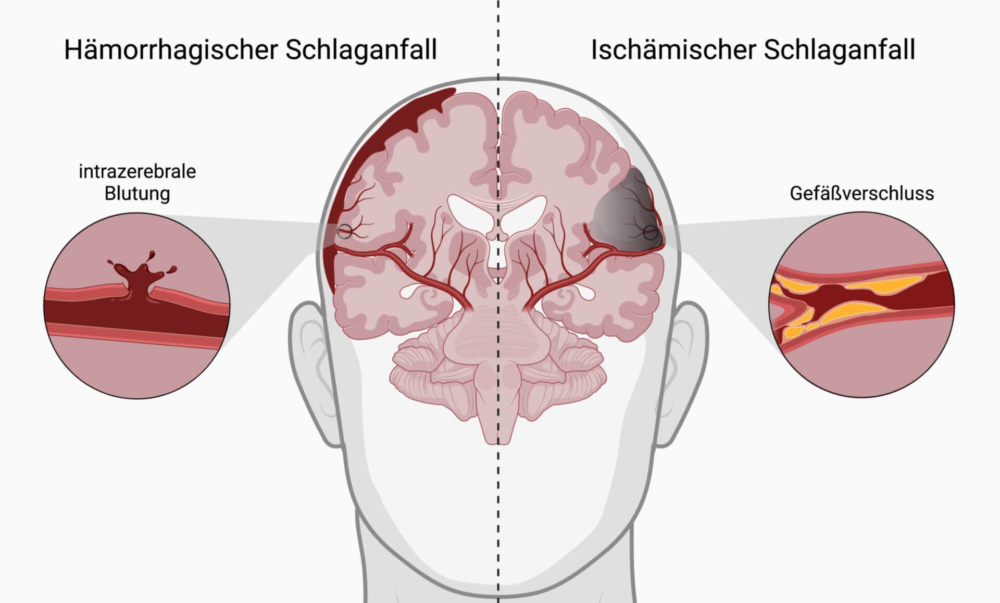 Hämorrhagischer Schlaganfall
Ischämischer Schlaganfall
intrazerebrale
Blutung
Gefäßverschluss